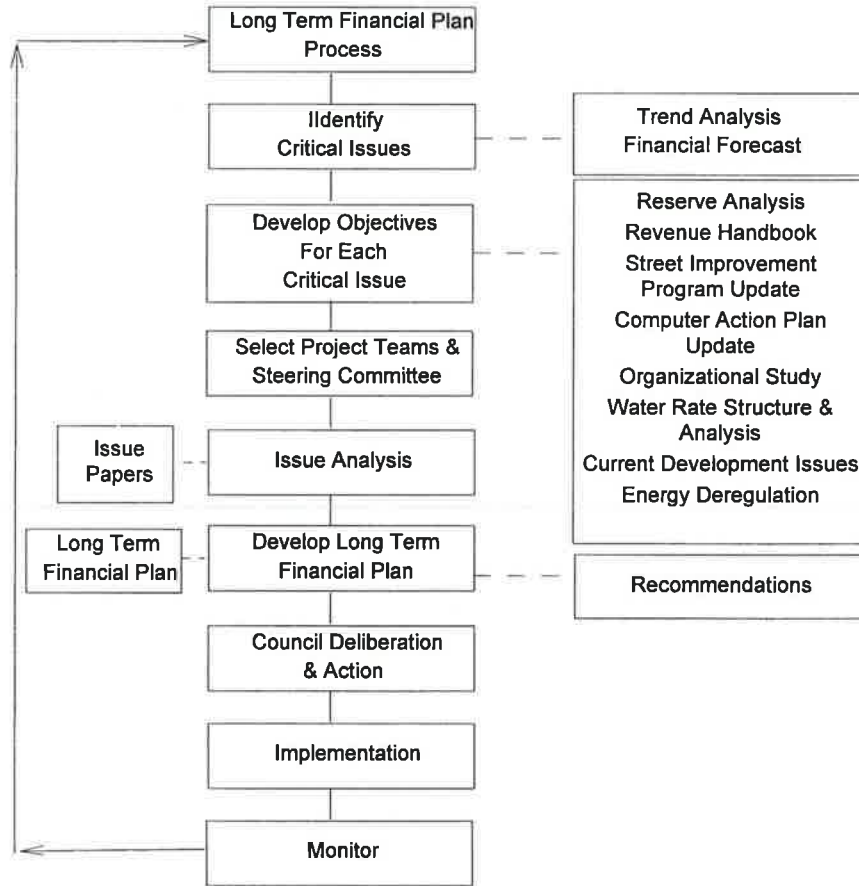 Long Term Financial Plan
Process
IIdentify
Critical Issues
Trend Analysis
Financial Forecast
Develop Objectives
For Each
Critical Issue
Reserve Analysis
Revenue Handbook
Street Improvement
Program Update
Computer Action Plan
Update
Organizational Study
Water Rate Structure &
Analysis
Current Development Issues
Energy Deregulation
Select Project Teams &
Steering Committee
Issue
Papers
Issue Analysis
Long Term
Financial Plan
Develop Long Term
Financial Plan
Recommendations
Council Deliberation
& Action
Implementation
Monitor